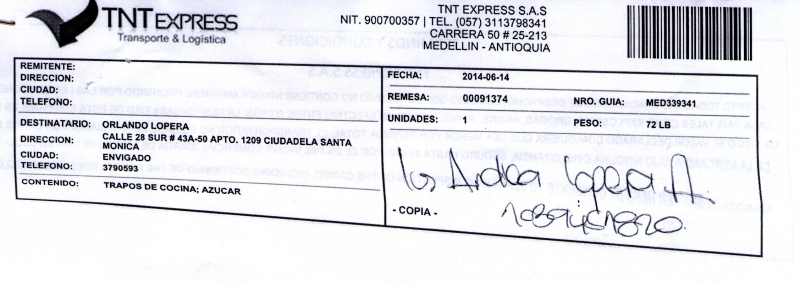 TNT EXPRESS
Transporte & Logística
TNT EXPRESS S.A.S
NIT. 900700357 | TEL. (057) 3113798341
CARRERA 50 # 25-213
MEDELLIN - ANTIOQUIA
REMITENTE:
DIRECCION:
CIUDAD:
TELEFONO:
FECHA: 2014-06-14
REMESA: 00091374 NRO. GUIA: MED339341
UNIDADES: 1 PESO: 72 LB
DESTINATARIO: ORLANDO LOPERA
DIRECCION: CALLE 28 SUR # 43A-50 APTO. 1209 CIUDADELA SANTA
MONICA
CIUDAD: ENVIGADO
TELEFONO: 3790593
CONTENIDO: TRAPOS DE COCINA; AZUCAR
Andrea Lopera A.
- COPIA -